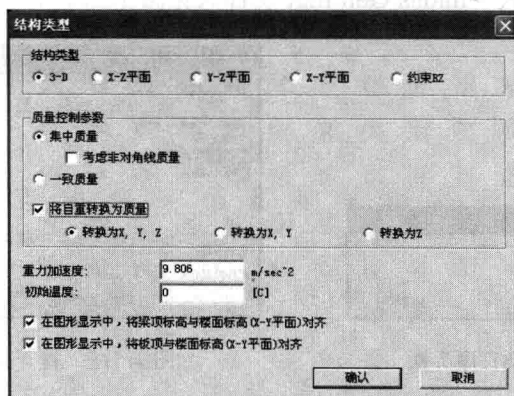 结构类型
结构类型
3-D X-Z平面 Y-Z平面 X-Y平面 约束RZ
质量控制参数
集中质量
考虑非对角线质量
一致质量
将自重转换为质量
转换为X, Y, Z 转换为X, Y 转换为Z
重力加速度: 9.806 m/sec^2
初始温度: 0 [C]
在图形显示中，将梁顶标高与楼面标高(X-Y平面)对齐
在图形显示中，将板顶与楼面标高(X-Y平面)对齐
确认 取消